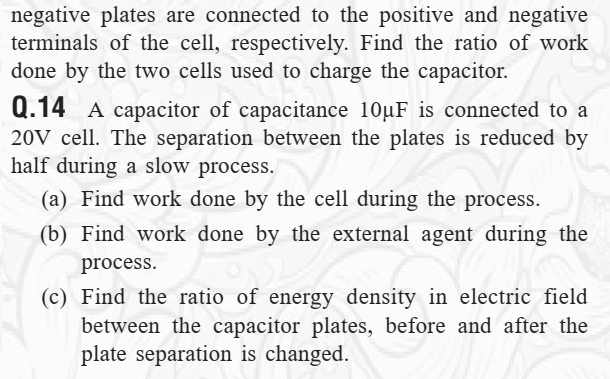 negative plates are connected to the positive and negative
terminals of the cell, respectively. Find the ratio of work
done by the two cells used to charge the capacitor.
Q.14 A capacitor of capacitance 10μF is connected to a
20V cell. The separation between the plates is reduced by
half during a slow process.
(a) Find work done by the cell during the process.
(b) Find work done by the external agent during the
process.
(c) Find the ratio of energy density in electric field
between the capacitor plates, before and after the
plate separation is changed.